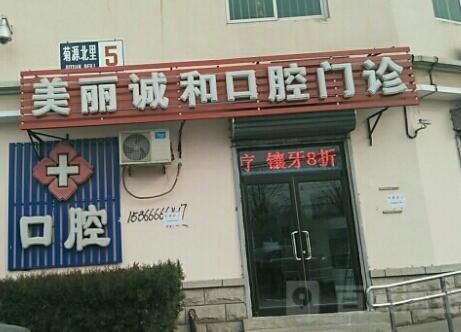 菊源北里 5
美丽诚和口腔门诊
疗 镶牙8折
口腔